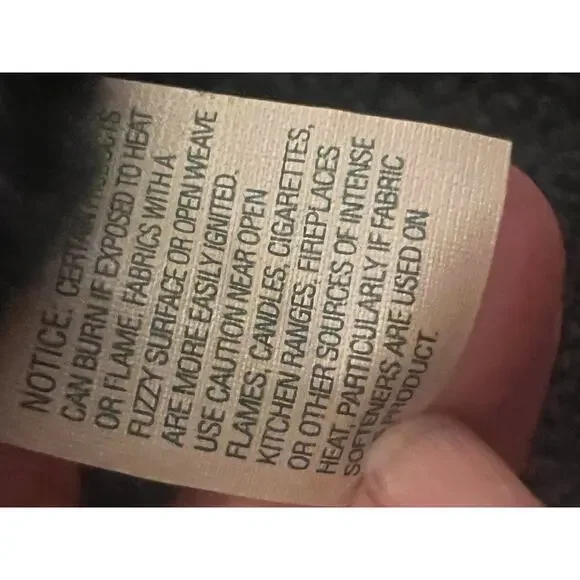 NOTICE: CERTAIN PRODUCTS
CAN BURN IF EXPOSED TO HEAT
OR FLAME. FABRICS WITH A
FUZZY SURFACE OR OPEN WEAVE
ARE MORE EASILY IGNITED.
USE CAUTION NEAR OPEN
FLAMES, CANDLES, CIGARETTES,
KITCHEN RANGES, FIREPLACES
OR OTHER SOURCES OF INTENSE
HEAT, PARTICULARLY IF FABRIC
SOFTENERS ARE USED ON
PRODUCT.